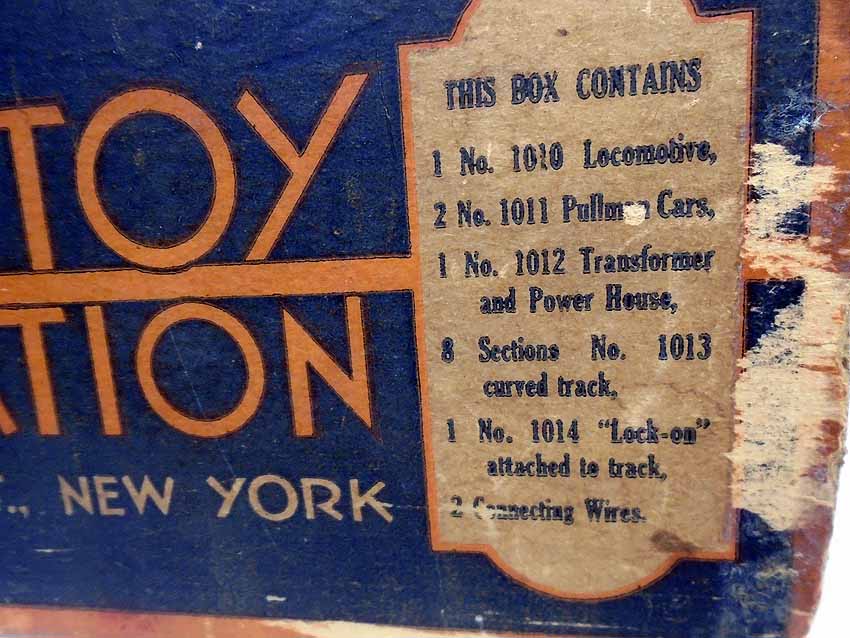 TOY
ATION
., NEW YORK
THIS BOX CONTAINS
1 No. 1010 Locomotive,
2 No. 1011 Pullman Cars,
1 No. 1012 Transformer
and Power House,
8 Sections No. 1013
curved track,
1 No. 1014 “Lock-on”
attached to track,
2 Connecting Wires.